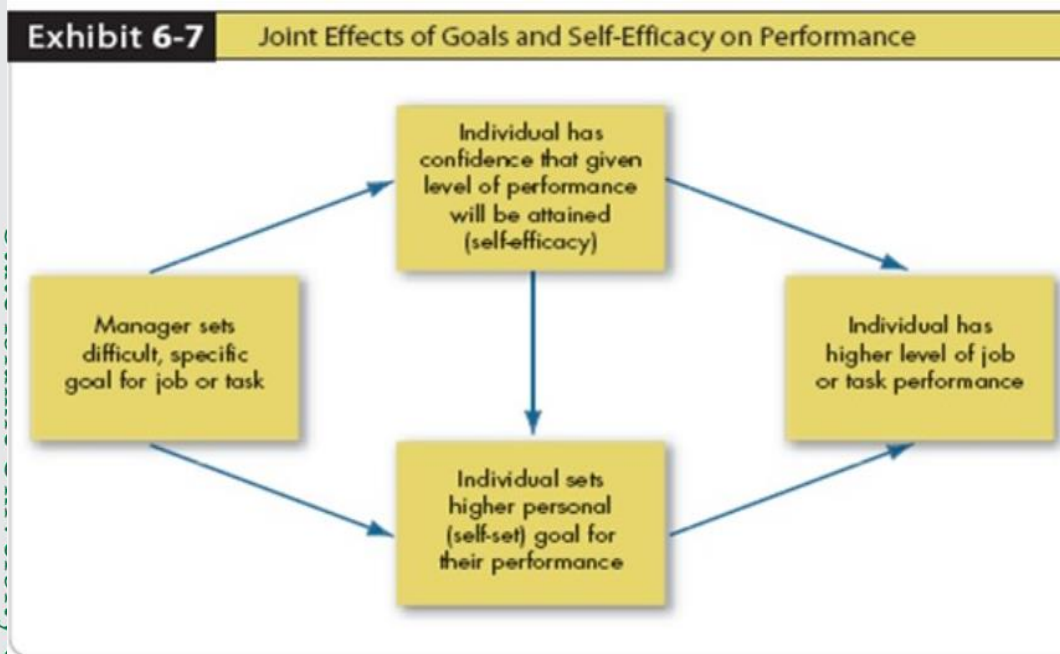 Exhibit 6-7
Joint Effects of Goals and Self-Efficacy on Performance
Individual has
confidence that given
level of performance
will be attained
(self-efficacy)
Manager sets
difficult, specific
goal for job or task
Individual has
higher level of job
or task performance
Individual sets
higher personal
(self-set) goal for
their performance